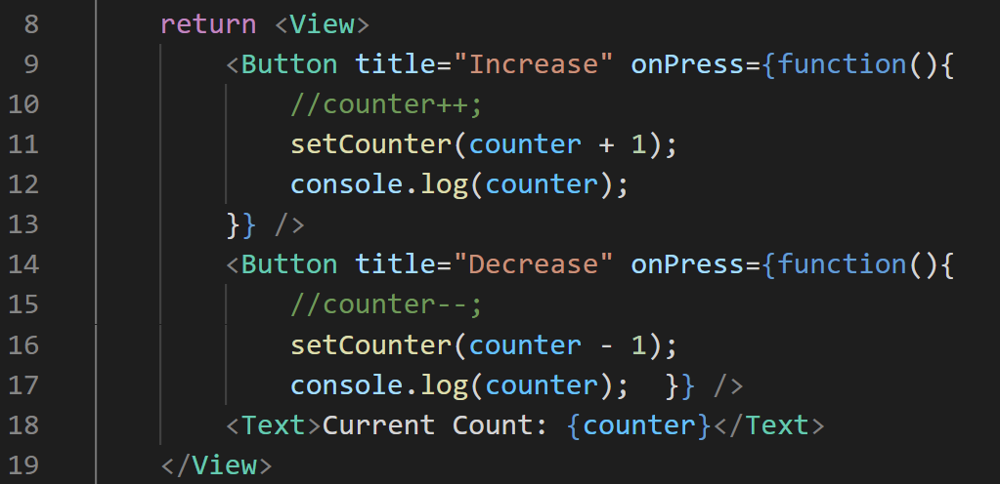 8 return <View>
9 <Button title="Increase" onPress={function(){
10 //counter++;
11 setCounter(counter + 1);
12 console.log(counter);
13 }} />
14 <Button title="Decrease" onPress={function(){
15 //counter--;
16 setCounter(counter - 1);
17 console.log(counter);  }} />
18 <Text>Current Count: {counter}</Text>
19 </View>